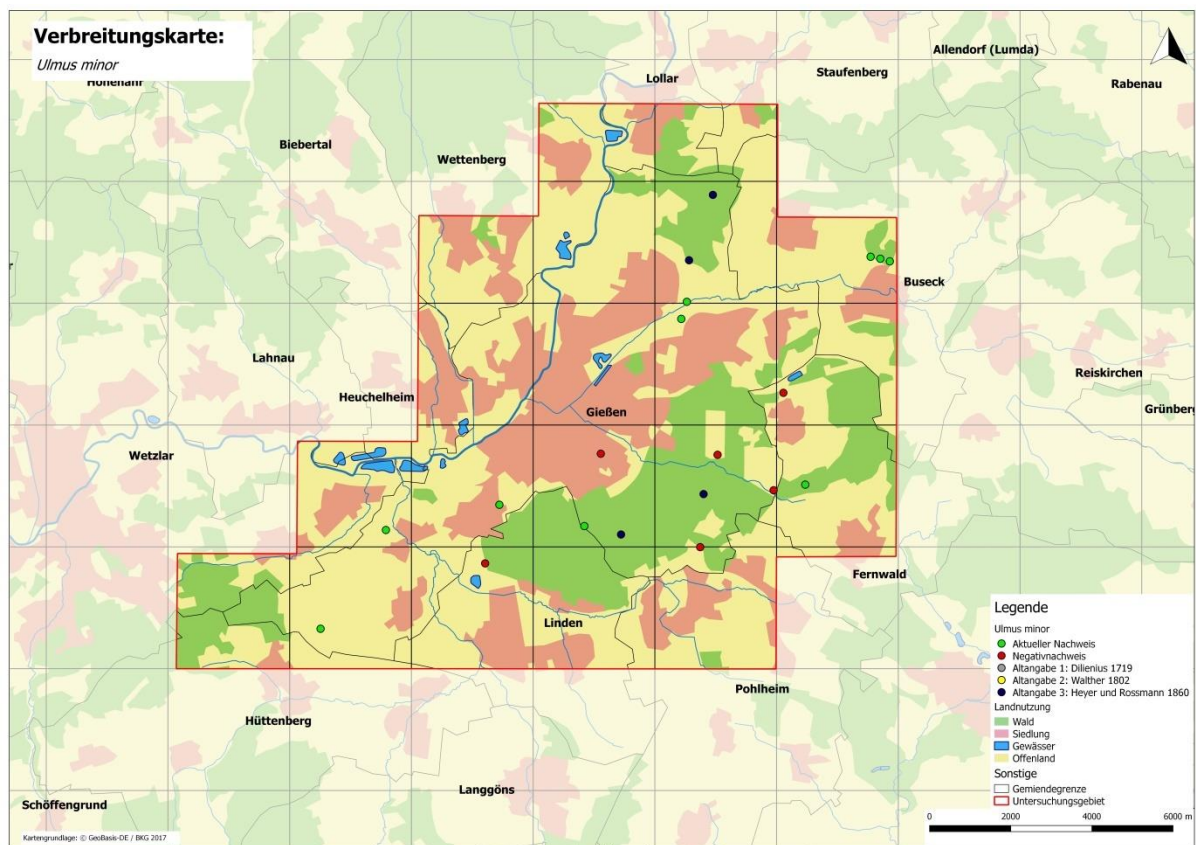 Verbreitungskarte:
Ulmus minor
Hohenahr
Allendorf (Lumda)
Staufenberg
Lollar
Rabenau
Biebertal
Wettenberg
Buseck
Lahnau
Reiskirchen
Heuchelheim
Grünberg
Gießen
Wetzlar
Fernwald
Linden
Pohlheim
Hüttenberg
Langgöns
Schöffengrund
Legende
Ulmus minor
Aktueller Nachweis
Negativnachweis
Altangabe 1: Dillenius 1719
Altangabe 2: Walther 1802
Altangabe 3: Heyer und Rossmann 1860
Landnutzung
Wald
Siedlung
Gewässer
Offenland
Sonstige
Gemiendegrenze
Untersuchungsgebiet
0 2000 4000 6000 m
Kartengrundlage: © GeoBasis-DE / BKG 2017